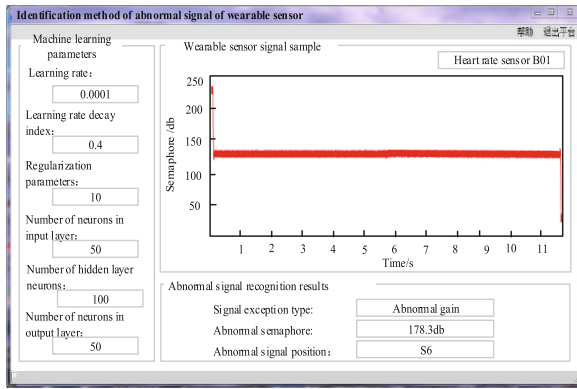 Identification method of abnormal signal of wearable sensor
帮助 退出平台
Machine learning
parameters
Learning rate：
0.0001
Learning rate decay
index：
0.4
Regularization
parameters：
10
Number of neurons in
input layer：
50
Number of hidden layer
neurons：
100
Number of neurons in
output layer：
50
Wearable sensor signal sample
Heart rate sensor B01
Semaphore /db
250
200
150
100
50
1 2 3 4 5 6 7 8 9 10 11
Time/s
Abnormal signal recognition results
Signal exception type:
Abnormal gain
Abnormal semaphore:
178.3db
Abnormal signal position：
S6